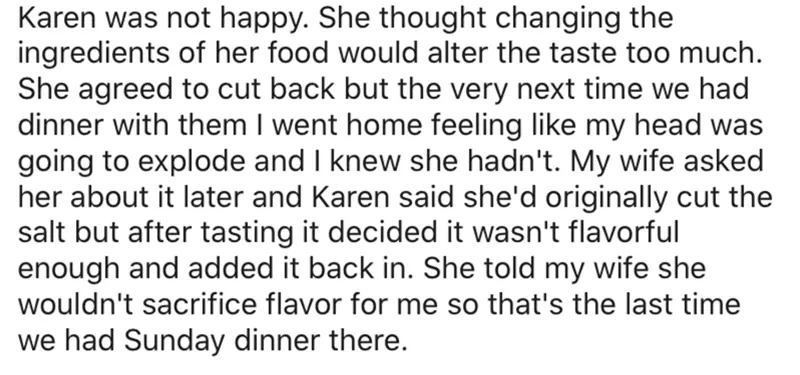 Karen was not happy. She thought changing the
ingredients of her food would alter the taste too much.
She agreed to cut back but the very next time we had
dinner with them I went home feeling like my head was
going to explode and I knew she hadn't. My wife asked
her about it later and Karen said she'd originally cut the
salt but after tasting it decided it wasn't flavorful
enough and added it back in. She told my wife she
wouldn't sacrifice flavor for me so that's the last time
we had Sunday dinner there.